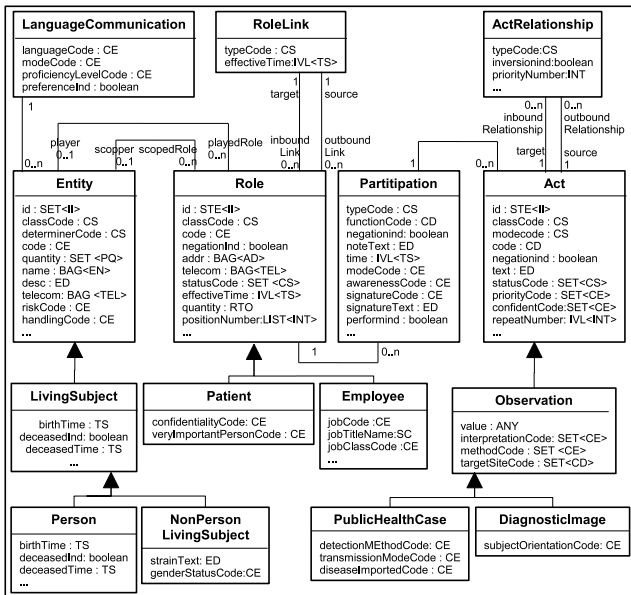 LanguageCommunication
languageCode : CE
modeCode : CE
proficiencyLevelCode : CE
preferenceInd : boolean
RoleLink
typeCode : CS
effectiveTime:IVL<TS>
ActRelationship
typeCode:CS
inversionind:boolean
priorityNumber:INT
...
1
1
1
target
source
0..n
0..n
inbound
Relationship
outbound
Relationship
player
0..1
scopper
0..1
scopedRole
0..n
playedRole
0..n
inbound
Link
0..n
outbound
Link
0..n
1
0..n
target
1
source
1
0..n
Entity
id : SET<II>
classCode : CS
determinerCode : CS
code : CE
quantity : SET <PQ>
name : BAG<EN>
desc : ED
telecom: BAG <TEL>
riskCode : CE
handlingCode : CE
...
Role
id : STE<II>
classCode : CS
code : CE
negationInd : boolean
addr : BAG<AD>
telecom : BAG<TEL>
statusCode : SET <CS>
effectiveTime : IVL<TS>
quantity : RTO
positionNumber:LIST<INT>
...
Partitipation
typeCode : CS
functionCode : CD
negationind : boolean
noteText : ED
time : IVL<TS>
modeCode : CE
awarenessCode : CE
signatureCode : CE
signatureText : ED
performind : boolean
...
Act
id : STE<II>
classCode : CS
modecode : CS
code : CD
negationind : boolean
text : ED
statusCode : SET<CS>
priorityCode : SET<CE>
confidentCode:SET<CE>
repeatNumber : IVL<INT>
...
1
0..n
LivingSubject
birthTime : TS
deceasedInd: boolean
deceasedTime : TS
...
Patient
confidentialityCode: CE
veryImportantPersonCode : CE
Employee
jobCode : CE
jobTitleName:SC
jobClassCode : CE
...
Observation
value : ANY
interpretationCode: SET<CE>
methodCode : SET <CE>
targetSiteCode : SET<CD>
Person
birthTime : TS
deceasedInd: boolean
deceasedTime : TS
...
NonPerson
LivingSubject
strainText: ED
genderStatusCode:CE
PublicHealthCase
detectionMEthodCode: CE
transmissionModeCode : CE
diseaseImportedCode : CE
DiagnosticImage
subjectOrientationCode : CE